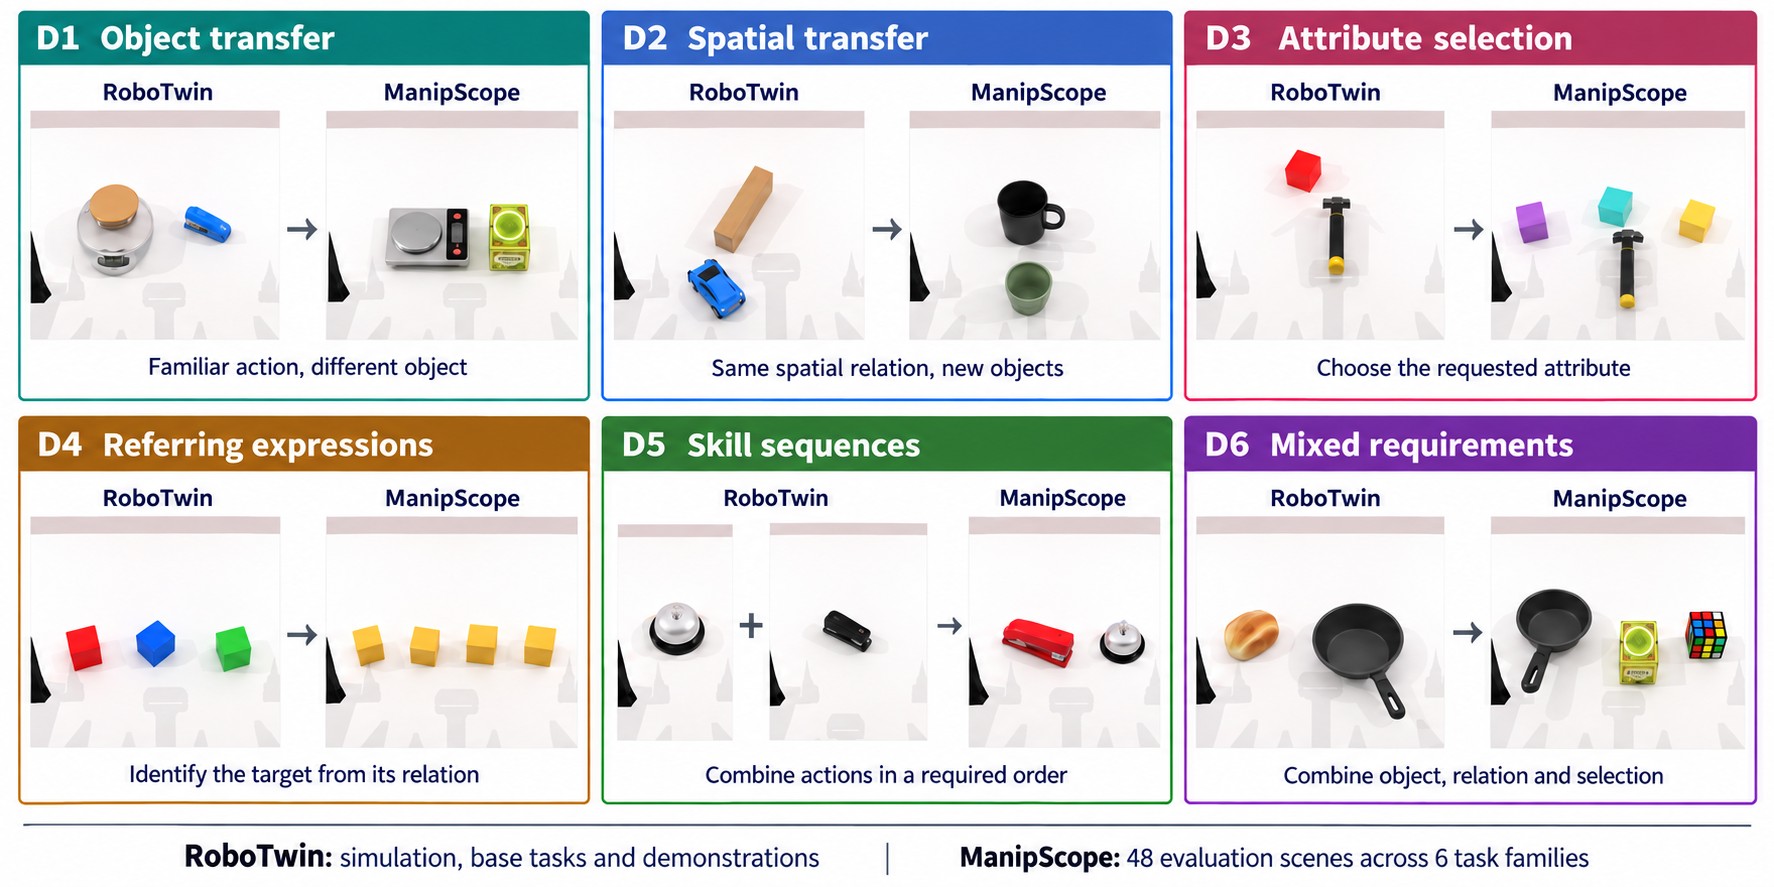 D1 Object transfer
RoboTwin
ManipScope
Familiar action, different object
D2 Spatial transfer
RoboTwin
ManipScope
Same spatial relation, new objects
D3 Attribute selection
RoboTwin
ManipScope
Choose the requested attribute
D4 Referring expressions
RoboTwin
ManipScope
Identify the target from its relation
D5 Skill sequences
RoboTwin
ManipScope
Combine actions in a required order
D6 Mixed requirements
RoboTwin
ManipScope
Combine object, relation and selection
RoboTwin: simulation, base tasks and demonstrations
ManipScope: 48 evaluation scenes across 6 task families